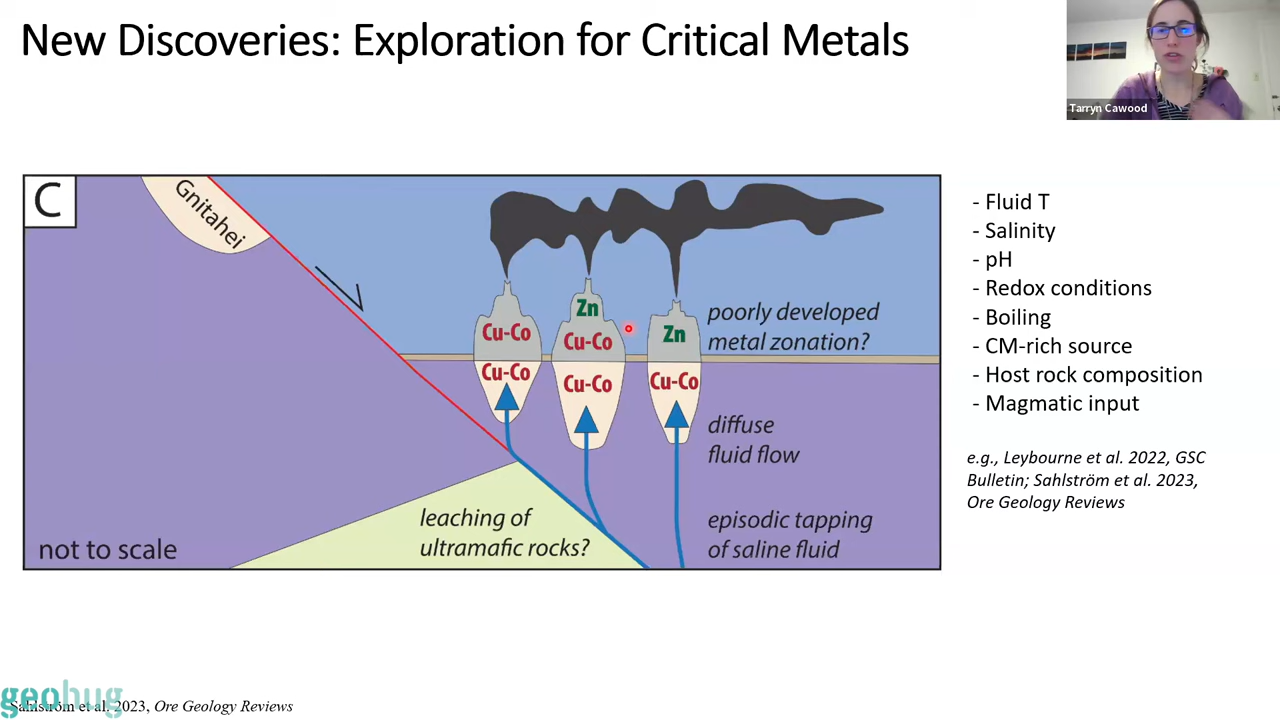 New Discoveries: Exploration for Critical Metals
Tarryn Cawood
C
Gnitahei
Zn
Cu-Co
Cu-Co
Zn
Cu-Co
Cu-Co
Cu-Co
poorly developed
metal zonation?
diffuse
fluid flow
leaching of
ultramafic rocks?
episodic tapping
of saline fluid
not to scale
- Fluid T
- Salinity
- pH
- Redox conditions
- Boiling
- CM-rich source
- Host rock composition
- Magmatic input
e.g., Leybourne et al. 2022, GSC
Bulletin; Sahlström et al. 2023,
Ore Geology Reviews
geohug
Sahlström et al. 2023, Ore Geology Reviews